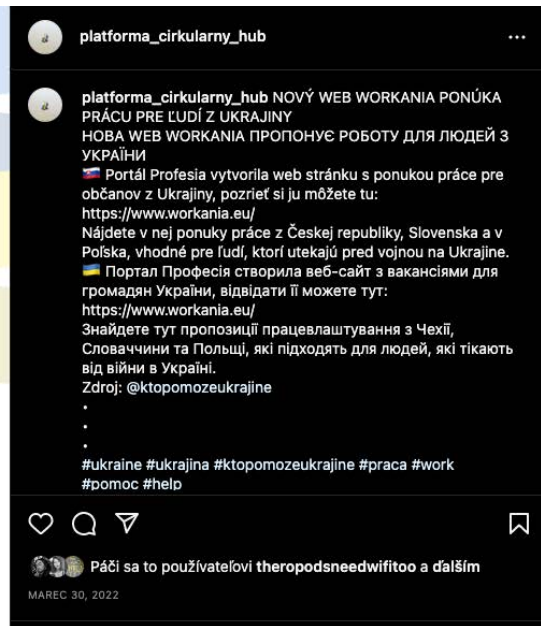 platforma_cirkularny_hub
platforma_cirkularny_hub NOVÝ WEB WORKANIA PONÚKA
PRÁCU PRE ĽUDÍ Z UKRAJINY
НОВА WEB WORKANIA ПРОПОНУЄ РОБОТУ ДЛЯ ЛЮДЕЙ З
УКРАЇНИ
🇸🇰 Portál Profesia vytvorila web stránku s ponukou práce pre
občanov z Ukrajiny, pozrieť si ju môžete tu:
https://www.workania.eu/
Nájdete v nej ponuky práce z Českej republiky, Slovenska a v
Poľska, vhodné pre ľudí, ktorí utekajú pred vojnou na Ukrajine.
🇺🇦 Портал Професія створила веб-сайт з вакансіями для
громадян України, відвідати її можете тут:
https://www.workania.eu/
Знайдете тут пропозиції працевлаштування з Чехії,
Словаччини та Польщі, які підходять для людей, які тікають
від війни в Україні.
Zdroj: @ktopomozeukrajine
•
•
•
#ukraine #ukrajina #ktopomozeukrajine #praca #work
#pomoc #help
Páči sa to používateľovi theropodsneedwifitoo a ďalším
MAREC 30, 2022